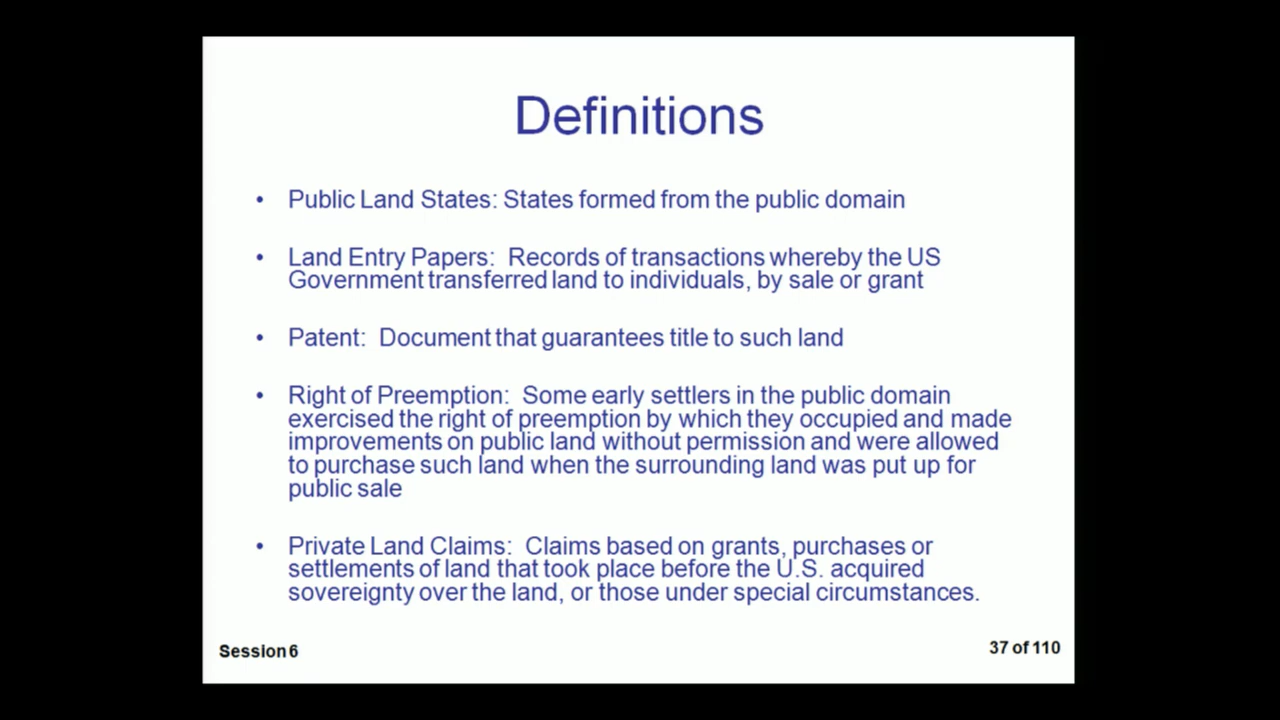 Definitions
• Public Land States: States formed from the public domain
• Land Entry Papers: Records of transactions whereby the US
Government transferred land to individuals, by sale or grant
• Patent: Document that guarantees title to such land
• Right of Preemption: Some early settlers in the public domain
exercised the right of preemption by which they occupied and made
improvements on public land without permission and were allowed
to purchase such land when the surrounding land was put up for
public sale
• Private Land Claims: Claims based on grants, purchases or
settlements of land that took place before the U.S. acquired
sovereignty over the land, or those under special circumstances.
Session 6
37 of 110